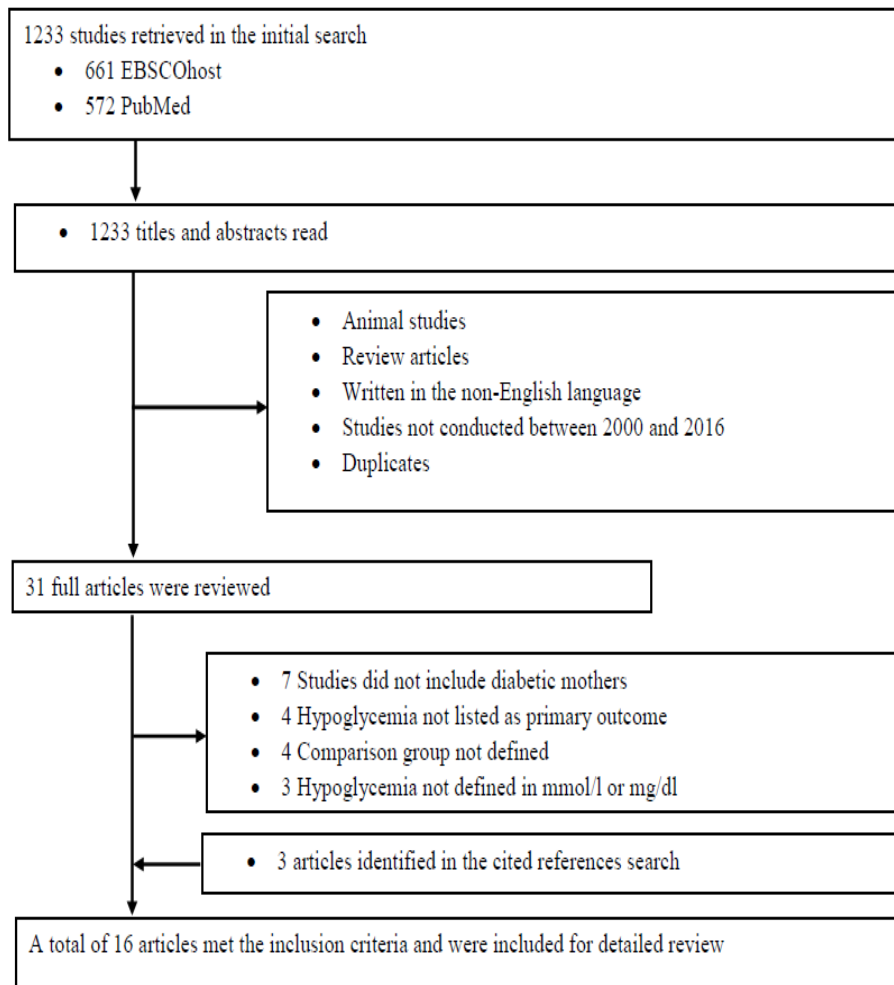 1233 studies retrieved in the initial search
• 661 EBSCOhost
• 572 PubMed
• 1233 titles and abstracts read
• Animal studies
• Review articles
• Written in the non-English language
• Studies not conducted between 2000 and 2016
• Duplicates
31 full articles were reviewed
• 7 Studies did not include diabetic mothers
• 4 Hypoglycemia not listed as primary outcome
• 4 Comparison group not defined
• 3 Hypoglycemia not defined in mmol/l or mg/dl
• 3 articles identified in the cited references search
A total of 16 articles met the inclusion criteria and were included for detailed review